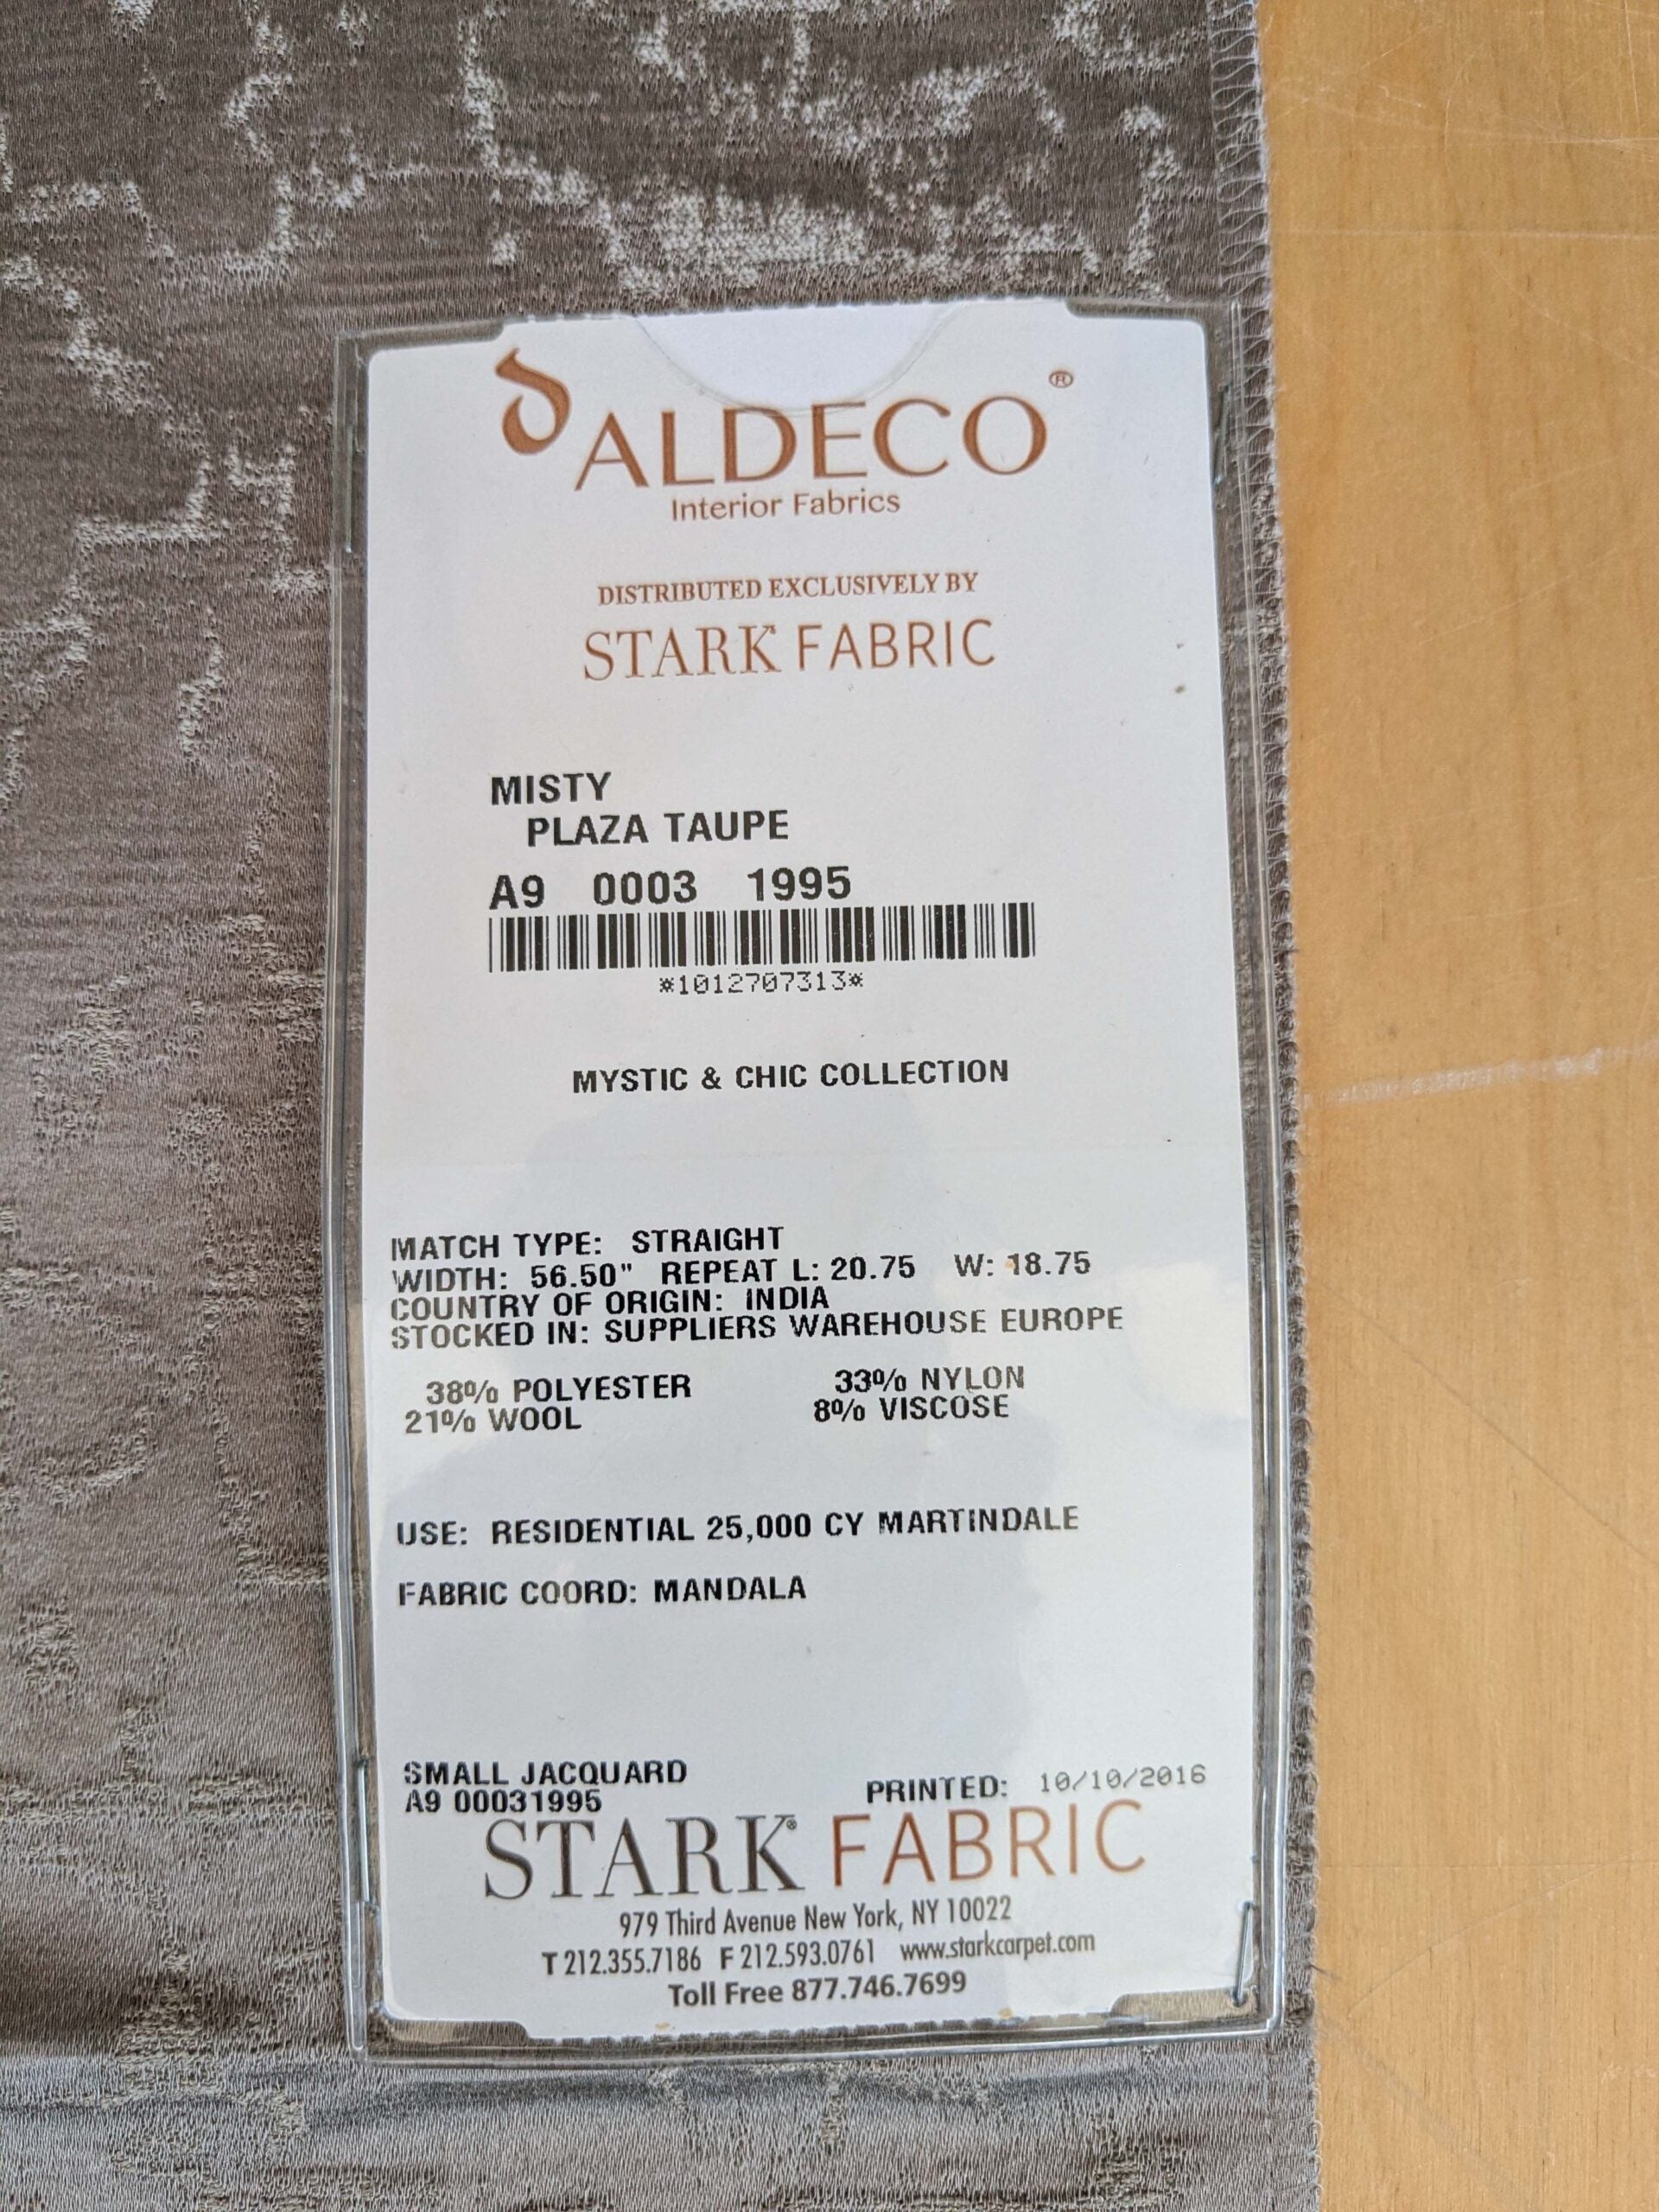 ALDECO®
Interior Fabrics
DISTRIBUTED EXCLUSIVELY BY
STARK FABRIC
MISTY
PLAZA TAUPE
A9 0003 1995
*1012707313*
MYSTIC & CHIC COLLECTION
MATCH TYPE: STRAIGHT
WIDTH: 56.50" REPEAT L: 20.75 W: 18.75
COUNTRY OF ORIGIN: INDIA
STOCKED IN: SUPPLIERS WAREHOUSE EUROPE
38% POLYESTER 33% NYLON
21% WOOL 8% VISCOSE
USE: RESIDENTIAL 25,000 CY MARTINDALE
FABRIC COORD: MANDALA
SMALL JACQUARD
A9 00031995 PRINTED: 10/10/2016
STARK® FABRIC
979 Third Avenue New York, NY 10022
T 212.355.7186 F 212.593.0761 www.starkcarpet.com
Toll Free 877.746.7699